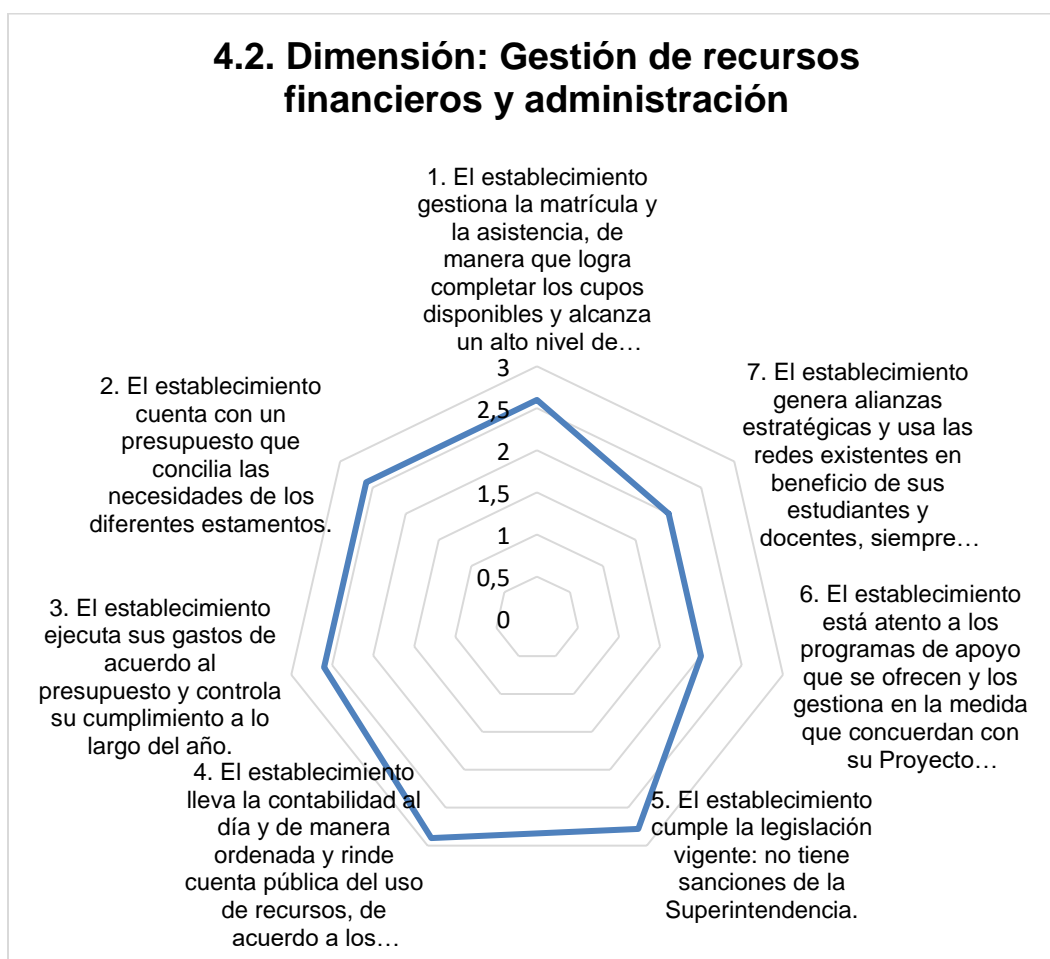 4.2. Dimensión: Gestión de recursos
financieros y administración
1. El establecimiento
gestiona la matrícula y
la asistencia, de
manera que logra
completar los cupos
disponibles y alcanza
un alto nivel de…
2. El establecimiento
cuenta con un
presupuesto que
concilia las
necesidades de los
diferentes estamentos.
3. El establecimiento
ejecuta sus gastos de
acuerdo al
presupuesto y controla
su cumplimiento a lo
largo del año.
4. El establecimiento
lleva la contabilidad al
día y de manera
ordenada y rinde
cuenta pública del uso
de recursos, de
acuerdo a los…
5. El establecimiento
cumple la legislación
vigente: no tiene
sanciones de la
Superintendencia.
6. El establecimiento
está atento a los
programas de apoyo
que se ofrecen y los
gestiona en la medida
que concuerdan con
su Proyecto…
7. El establecimiento
genera alianzas
estratégicas y usa las
redes existentes en
beneficio de sus
estudiantes y
docentes, siempre…
3
2,5
2
1,5
1
0,5
0